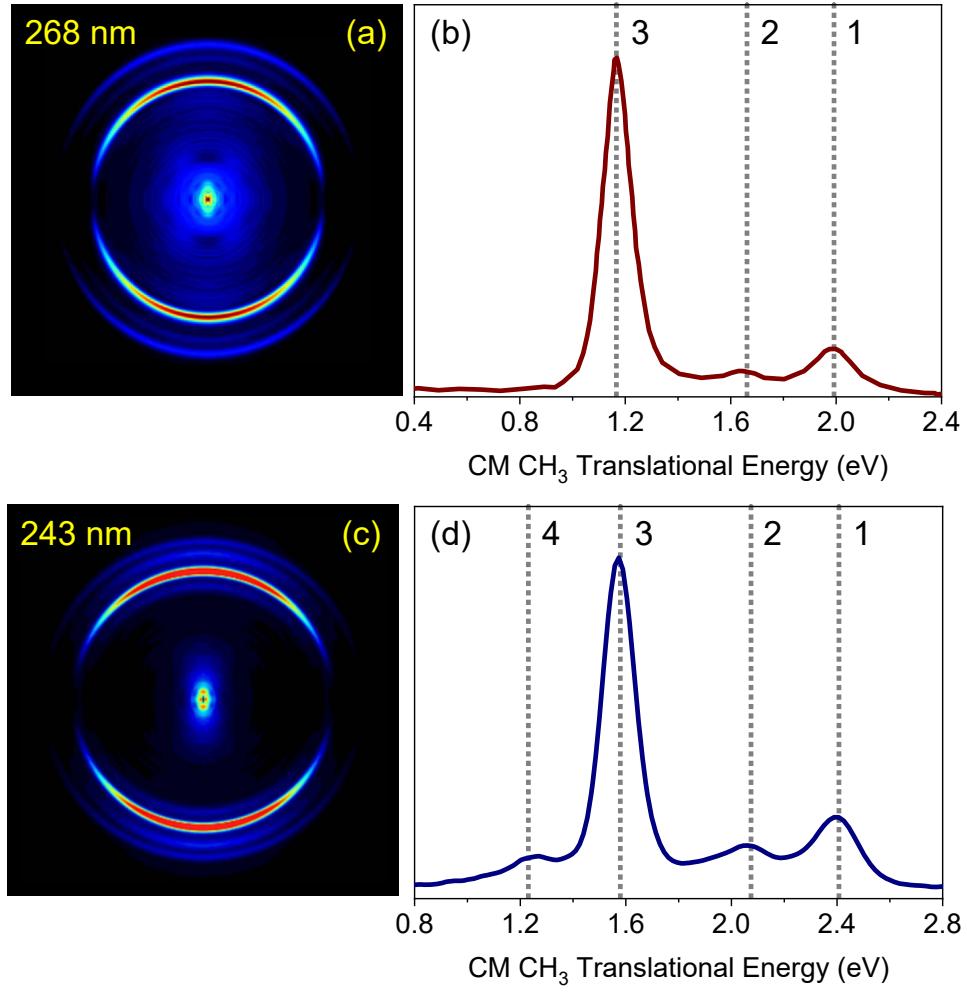 268 nm (a)
(b) 3 2 1
0.4 1.2 1.6 2.0 2.4
CM CH₃ Translational Energy (eV)
243 nm (c)
(d) 4 3 2 1
0.8 1.2 1.6 2.0 2.4 2.8
CM CH₃ Translational Energy (eV)